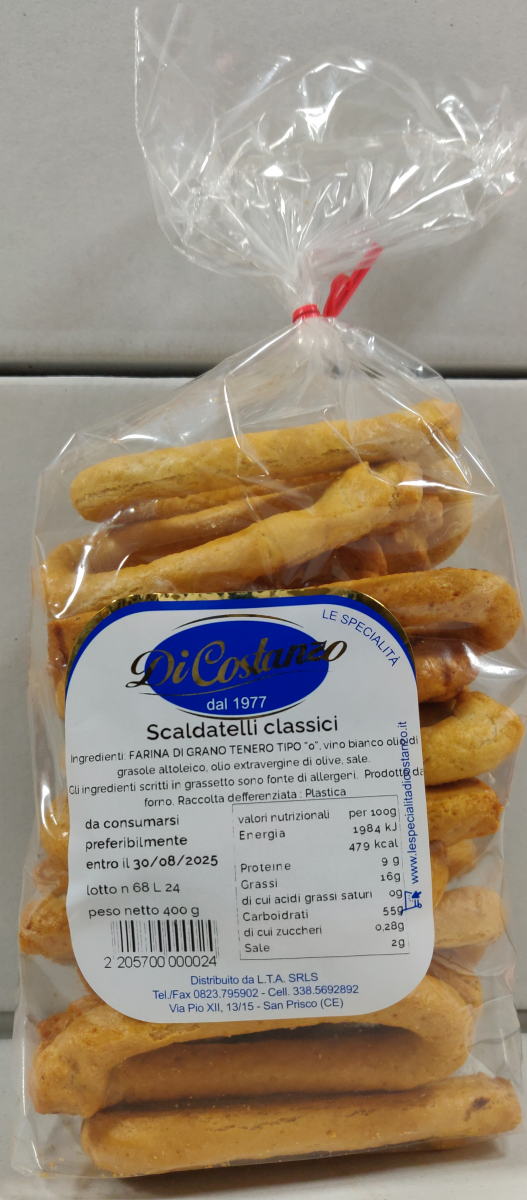 LE SPECIALITÀ
Di Costanzo
dal 1977
Scaldatelli classici
Ingredienti: FARINA DI GRANO TENERO TIPO "0", vino bianco olio di
grasole altoleico, olio extravergine di olive, sale.
Gli ingredienti scritti in grassetto sono fonte di allergeni. Prodotto da
forno. Raccolta defferenziata : Plastica
da consumarsi
preferibilmente
entro il 30/08/2025
lotto n 68 L 24
peso netto 400 g
2 205700 000024
valori nutrizionali per 100g
Energia 1984 kJ
479 kcal
Proteine 9 g
Grassi 16g
di cui acidi grassi saturi 0g
Carboidrati 55g
di cui zuccheri 0,28g
Sale 2g
www.lespecialitadicostanzo.it
Distribuito da L.T.A. SRLS
Tel./Fax 0823.795902 - Cell. 338.5692892
Via Pio XII, 13/15 - San Prisco (CE)